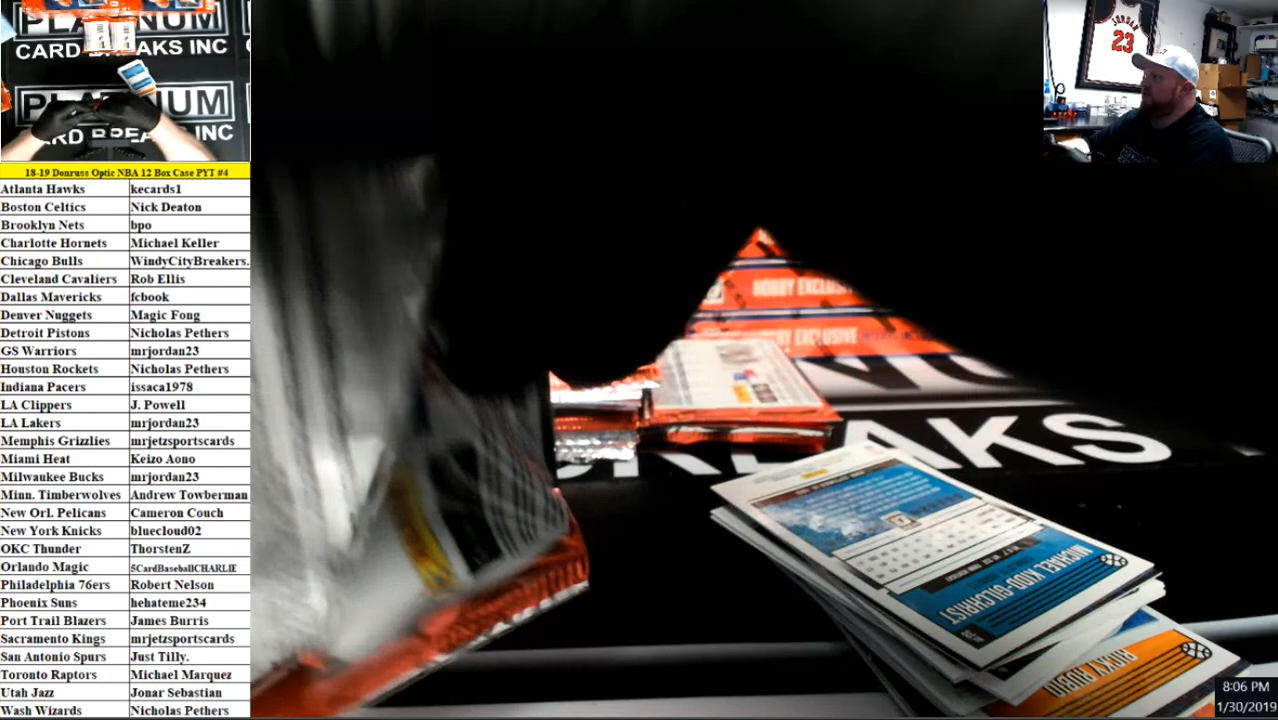 PLATINUM
CARD BREAKS INC
PLATINUM
CARD BREAKS INC
18-19 Donruss Optic NBA 12 Box Case PYT #4
Atlanta Hawks kecards1
Boston Celtics Nick Deaton
Brooklyn Nets bpo
Charlotte Hornets Michael Keller
Chicago Bulls WindyCityBreakers.
Cleveland Cavaliers Rob Ellis
Dallas Mavericks fcbook
Denver Nuggets Magic Fong
Detroit Pistons Nicholas Pethers
GS Warriors mrjordan23
Houston Rockets Nicholas Pethers
Indiana Pacers issaca1978
LA Clippers J. Powell
LA Lakers mrjordan23
Memphis Grizzlies mrjetzsportscards
Miami Heat Keizo Aono
Milwaukee Bucks mrjordan23
Minn. Timberwolves Andrew Towberman
New Orl. Pelicans Cameron Couch
New York Knicks bluecloud02
OKC Thunder ThorstenZ
Orlando Magic 5CardBaseballCHARLIE
Philadelphia 76ers Robert Nelson
Phoenix Suns hehateme234
Port Trail Blazers James Burris
Sacramento Kings mrjetzsportscards
San Antonio Spurs Just Tilly.
Toronto Raptors Michael Marquez
Utah Jazz Jonar Sebastian
Wash Wizards Nicholas Pethers
JORDAN
23
HOBBY EXCLUSIV
BY EXCLUSIVE
EAKS
MICHAEL KIDD-GILCHRIST
RICKY RUBIO
8:06 PM
1/30/2019